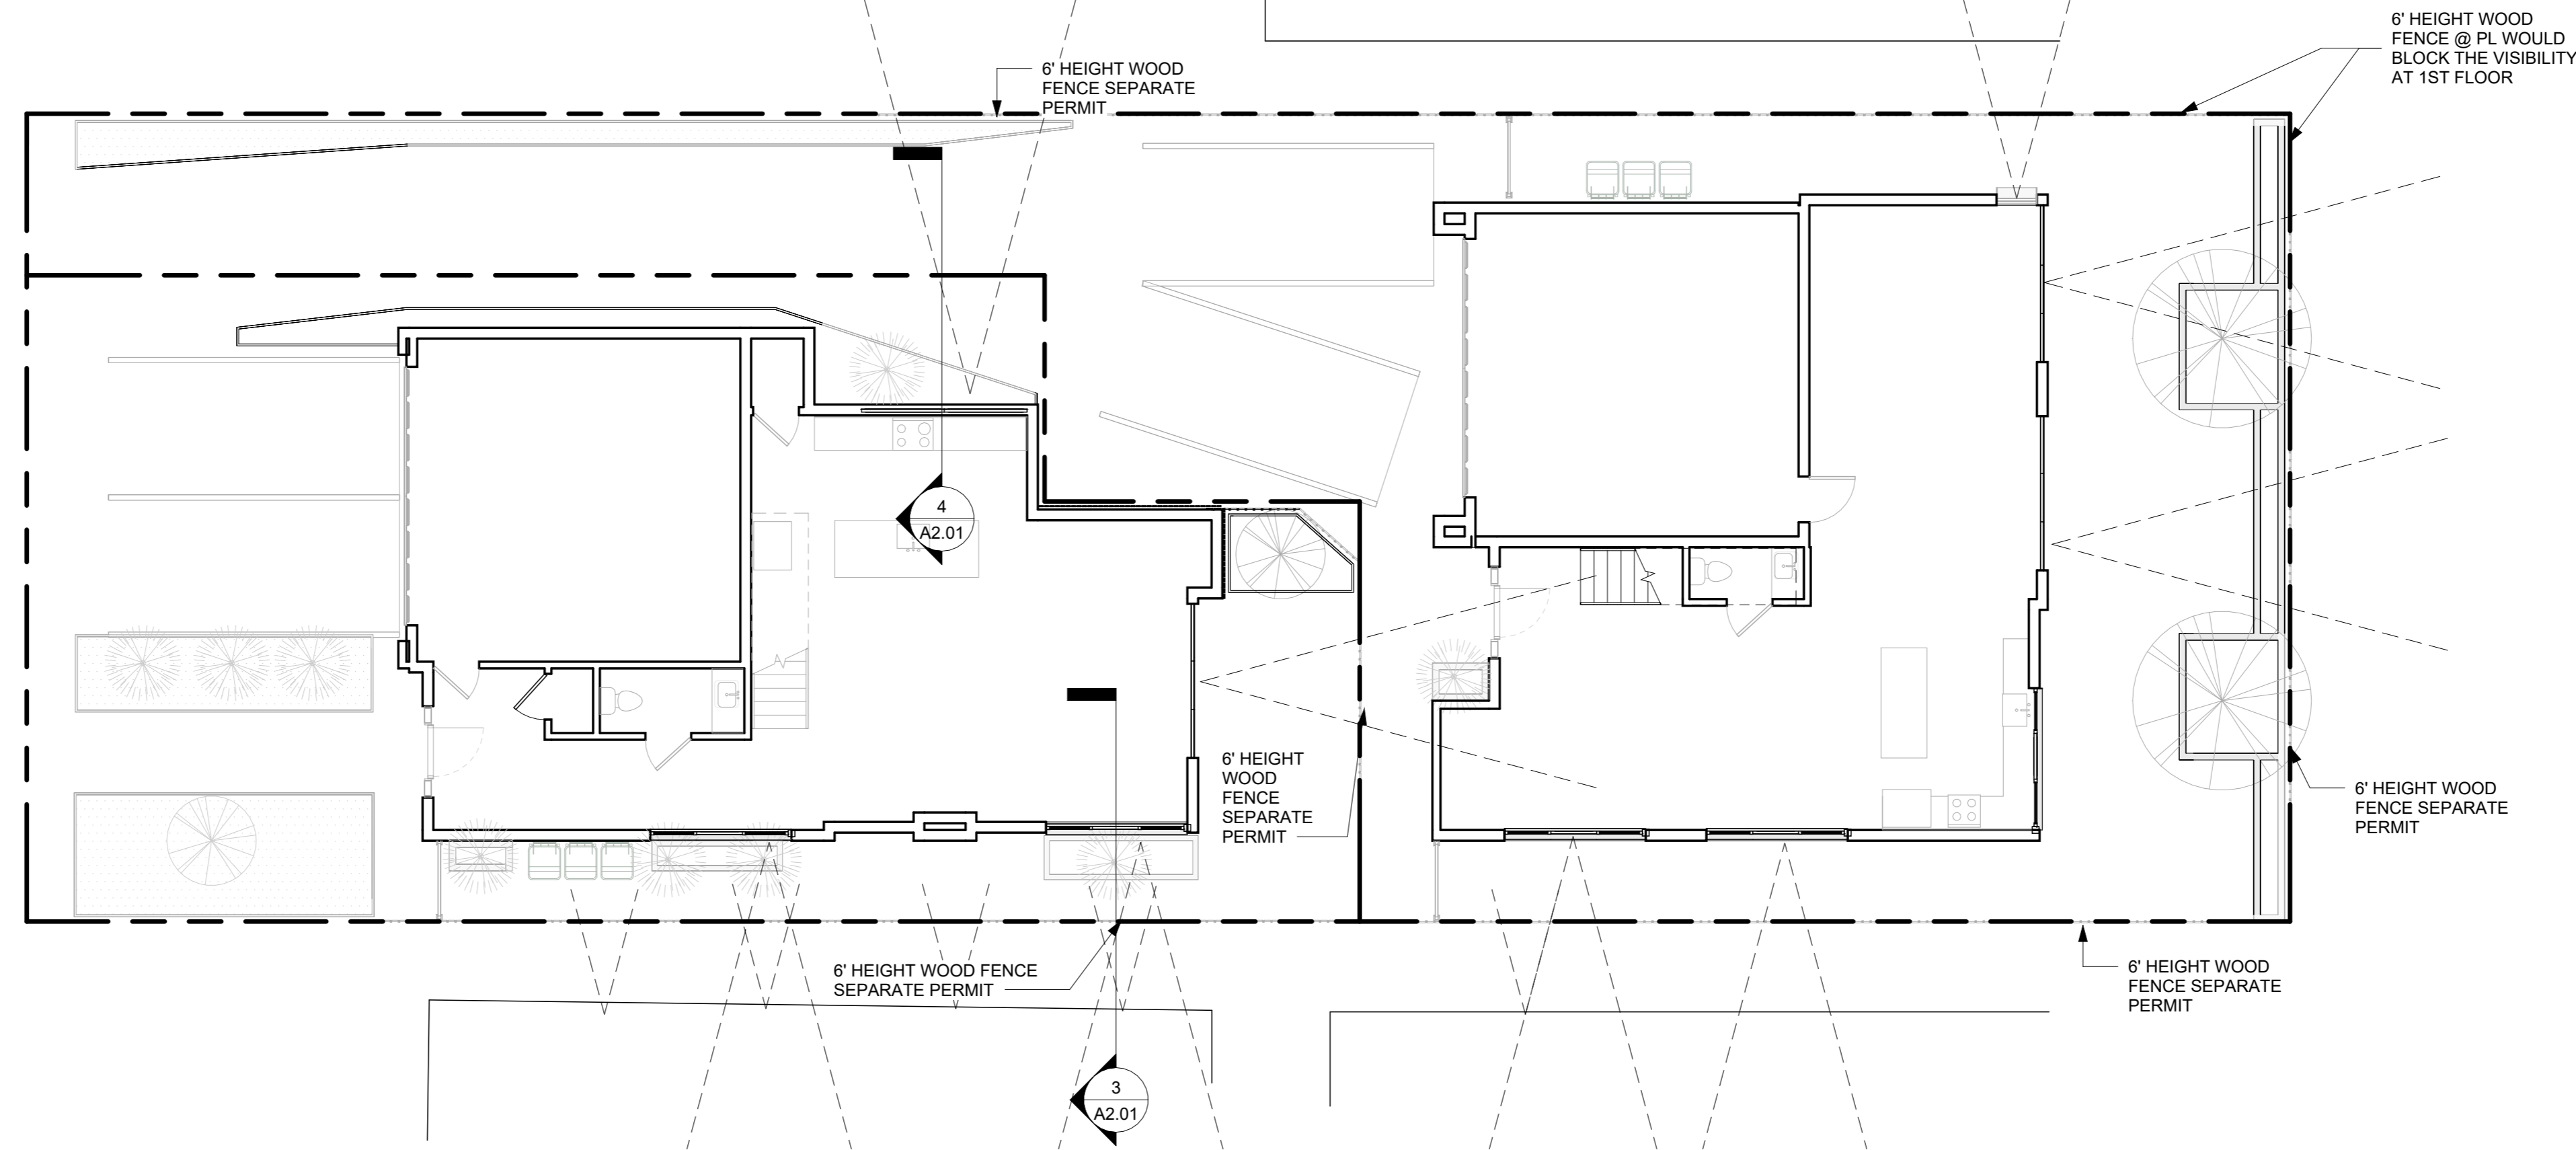 6' HEIGHT WOOD
FENCE @ PL WOULD
BLOCK THE VISIBILITY
AT 1ST FLOOR
6' HEIGHT WOOD
FENCE SEPARATE
PERMIT
4
A2.01
6' HEIGHT
WOOD
FENCE
SEPARATE
PERMIT
6' HEIGHT WOOD
FENCE SEPARATE
PERMIT
6' HEIGHT WOOD FENCE
SEPARATE PERMIT
6' HEIGHT WOOD
FENCE SEPARATE
PERMIT
3
A2.01